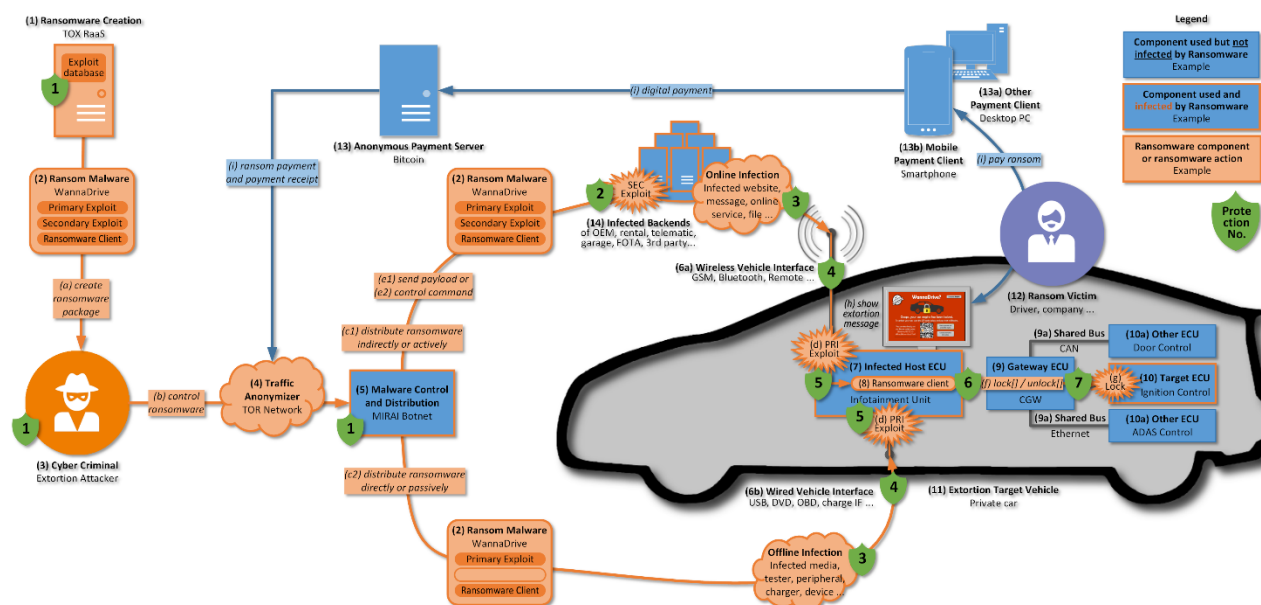 (1) Ransomware Creation
TOX RaaS
Exploit
database
1
(2) Ransom Malware
WannaDrive
Primary Exploit
Secondary Exploit
Ransomware Client
(a) create
ransomware
package
1
(3) Cyber Criminal
Extortion Attacker
(b) control
ransomware
(i) ransom payment
and payment receipt
(4) Traffic
Anonymizer
TOR Network
(13) Anonymous Payment Server
Bitcoin
(i) digital payment
(5) Malware Control
and Distribution
MIRAI Botnet
1
(c1) distribute ransomware
indirectly or actively
(e1) send payload or
(e2) control command
(c2) distribute ransomware
directly or passively
(2) Ransom Malware
WannaDrive
Primary Exploit
Secondary Exploit
Ransomware Client
(2) Ransom Malware
WannaDrive
Primary Exploit
Ransomware Client
2
SEC
Exploit
(14) Infected Backends
of OEM, rental, telematic,
garage, FOTA, 3rd party...
Online Infection
Infected website,
message, online
service, file ...
3
(6a) Wireless Vehicle Interface
GSM, Bluetooth, Remote ...
4
(13a) Other
Payment Client
Desktop PC
(13b) Mobile
Payment Client
Smartphone
(i) pay ransom
(12) Ransom Victim
Driver, company ...
(h) show
extortion
message
WannaDrive?
(d) PRI
Exploit
5
(7) Infected Host ECU
(8) Ransomware client
Infotainment Unit
6
5
(d) PRI
Exploit
(9) Gateway ECU
(f) lock[] / unlock[]
CGW
7
(g)
Lock
(9a) Shared Bus
CAN
(9a) Shared Bus
Ethernet
(10a) Other ECU
Door Control
(10) Target ECU
Ignition Control
(10a) Other ECU
ADAS Control
4
(6b) Wired Vehicle Interface
USB, DVD, OBD, charge IF ...
(11) Extortion Target Vehicle
Private car
Offline Infection
Infected media,
tester, peripheral,
charger, device ...
3
Legend
Component used but not
infected by Ransomware
Example
Component used and
infected by Ransomware
Example
Ransomware component
or ransomware action
Example
Prote
ction
No.